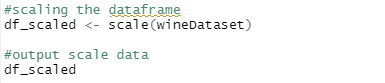 #scaling the dataframe
df_scaled <- scale(wineDataset)
#output scale data
df_scaled